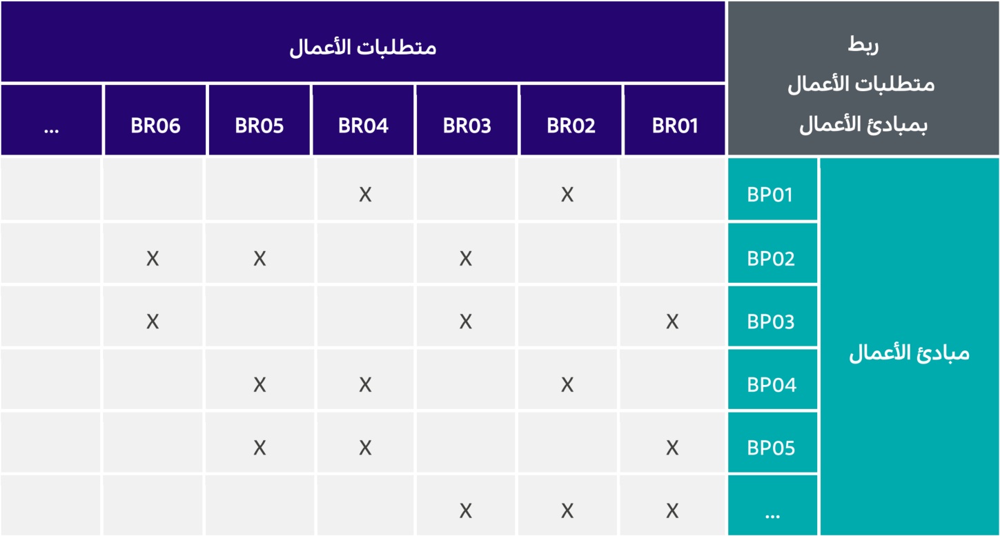 ربط
متطلبات الأعمال
بمبادئ الأعمال
متطلبات الأعمال
BR01 BR02 BR03 BR04 BR05 BR06 ...
مبادئ الأعمال
BP01 X X
BP02 X X X
BP03 X X X
BP04 X X X
BP05 X X X
... X X X